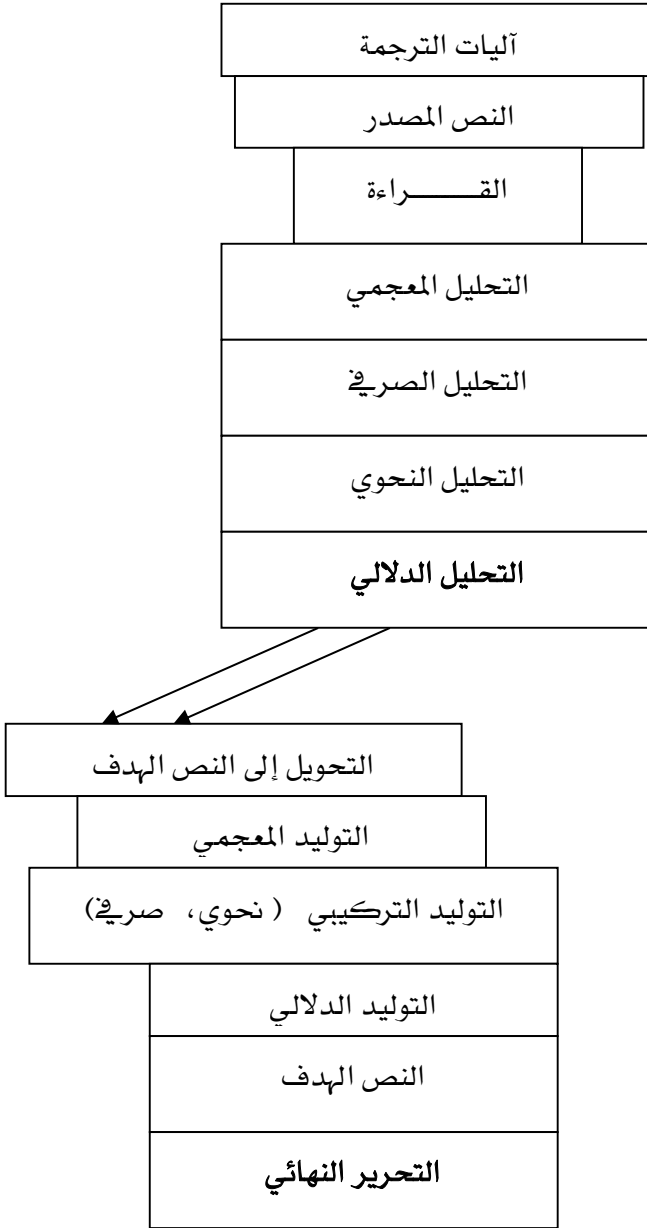 آليات الترجمة
النص المصدر
القـــــــراءة
التحليل المعجمي
التحليل الصرفي
التحليل النحوي
التحليل الدلالي
التحويل إلى النص الهدف
التوليد المعجمي
التوليد التركيبي (نحوي، صرفي)
التوليد الدلالي
النص الهدف
التحرير النهائي